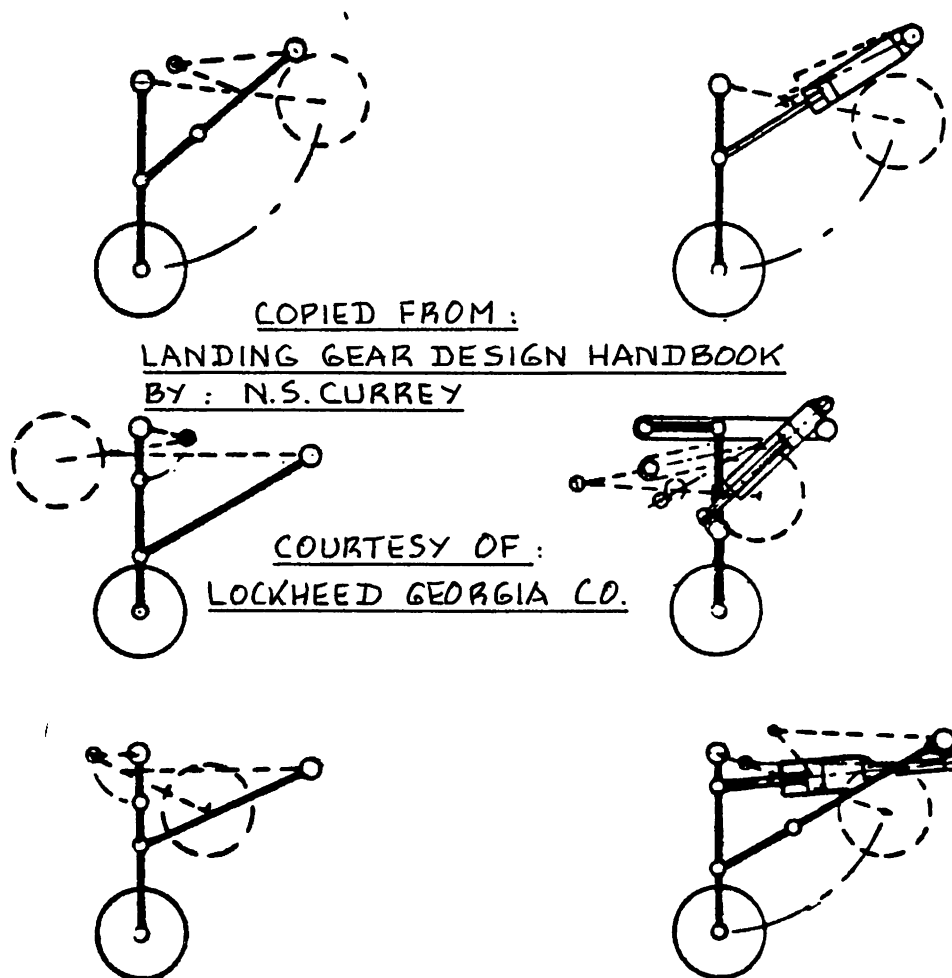 COPIED FROM:
LANDING GEAR DESIGN HANDBOOK
BY: N.S. CURREY
COURTESY OF:
LOCKHEED GEORGIA CO.